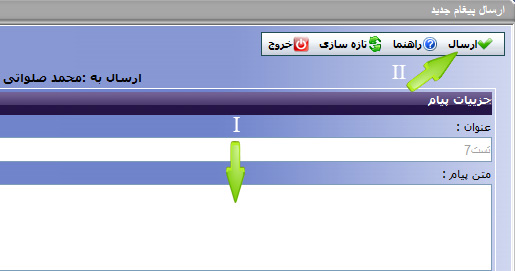 ارسال پیغام جدید
ارسال راهنما تازه سازی خروج
II
ارسال به :محمد صلواتی
جزییات پیام
I
عنوان :
تست7
متن پیام :